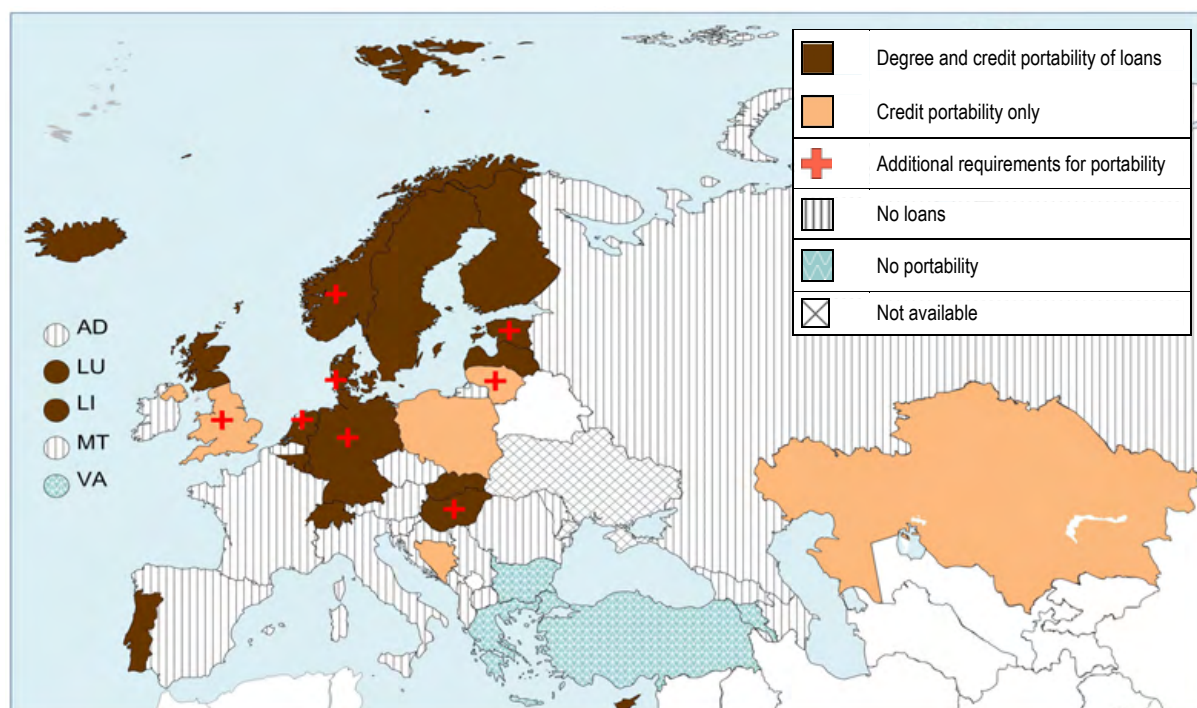 Degree and credit portability of loans
Credit portability only
Additional requirements for portability
No loans
No portability
Not available
AD
LU
LI
MT
VA